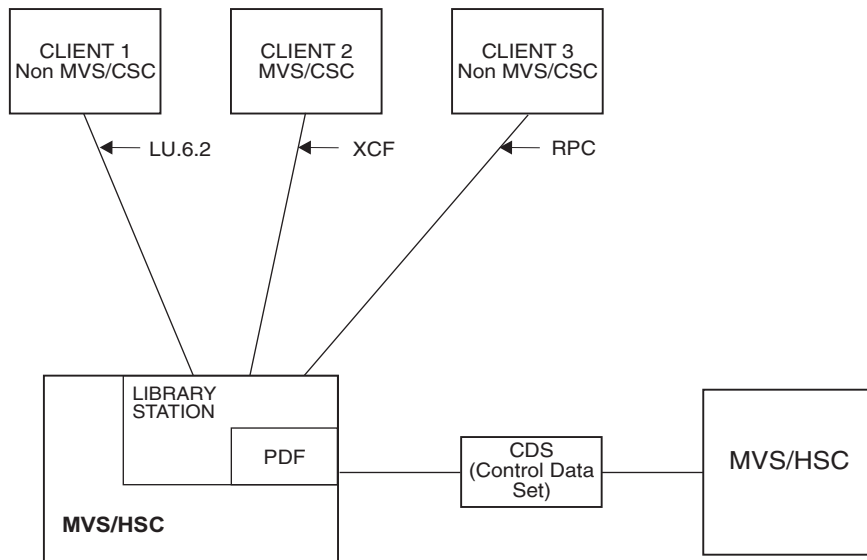 CLIENT 1
Non MVS/CSC
CLIENT 2
MVS/CSC
CLIENT 3
Non MVS/CSC
LU.6.2
XCF
RPC
LIBRARY
STATION
PDF
MVS/HSC
CDS
(Control Data
Set)
MVS/HSC